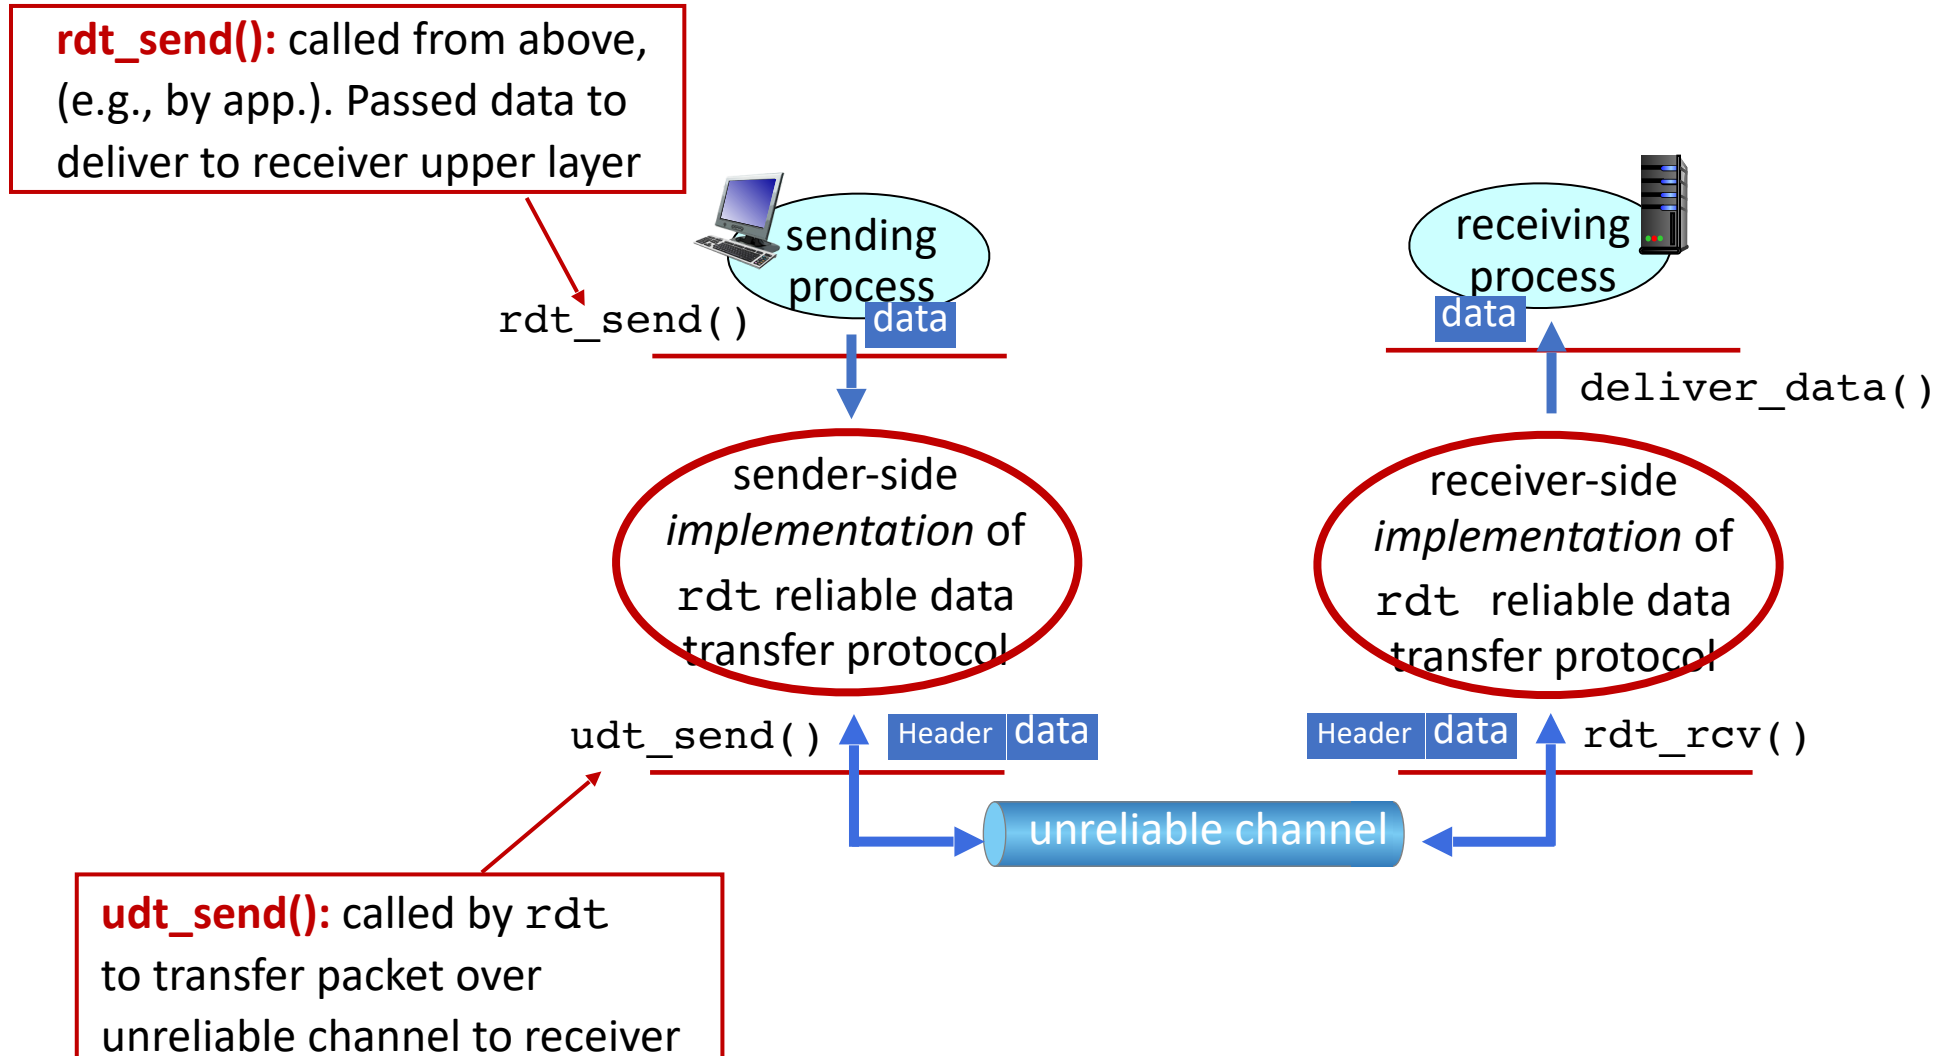 rdt_send(): called from above,
(e.g., by app.). Passed data to
deliver to receiver upper layer
sending
process
receiving
process
rdt_send()
data
data
deliver_data()
sender-side
implementation of
rdt reliable data
transfer protocol
receiver-side
implementation of
rdt reliable data
transfer protocol
udt_send()
Header data
Header data
rdt_rcv()
unreliable channel
udt_send(): called by rdt
to transfer packet over
unreliable channel to receiver